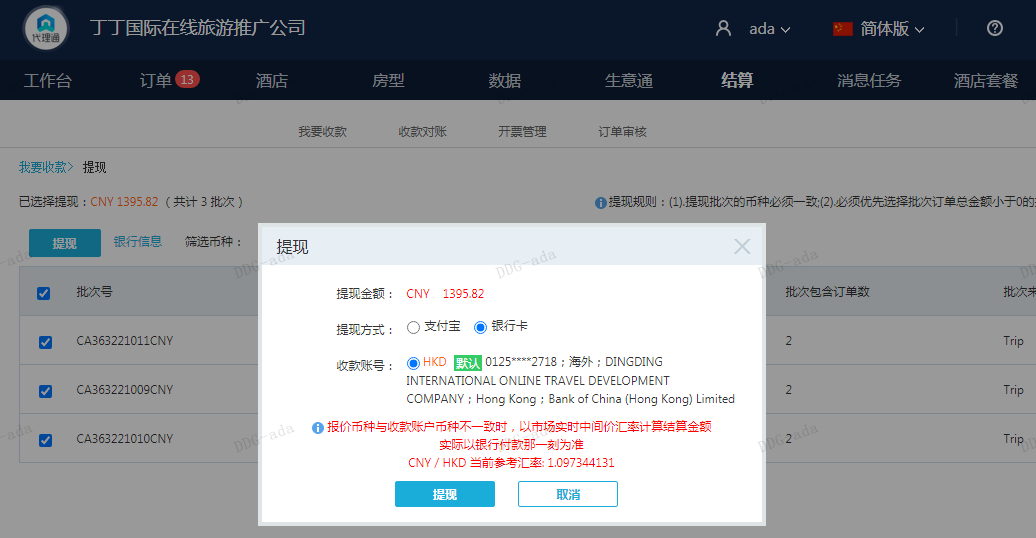 代理通
丁丁国际在线旅游推广公司
ada
简体版
工作台
订单 13
酒店
房型
数据
生意通
结算
消息任务
酒店套餐
我要收款
收款对账
开票管理
订单审核
我要收款> 提现
已选择提现：CNY 1395.82 （ 共计 3 批次 ）
提现规则：(1).提现批次的币种必须一致;(2).必须优先选择批次订单总金额小于0的
提现
银行信息
筛选币种：
批次号
批次包含订单数
批次来
CA363221011CNY
2
Trip
CA363221009CNY
2
Trip
CA363221010CNY
2
Trip
提现
提现金额： CNY 1395.82
提现方式： 支付宝 银行卡
收款账号： HKD 默认 0125****2718；海外；DINGDING
INTERNATIONAL ONLINE TRAVEL DEVELOPMENT
COMPANY；Hong Kong；Bank of China (Hong Kong) Limited
报价币种与收款账户币种不一致时，以市场实时中间价汇率计算结算金额
实际以银行付款那一刻为准
CNY / HKD 当前参考汇率: 1.097344131
提现
取消
DDG-ada
DDG-ada
DDG-ada
DDG-ada
DDG-ada